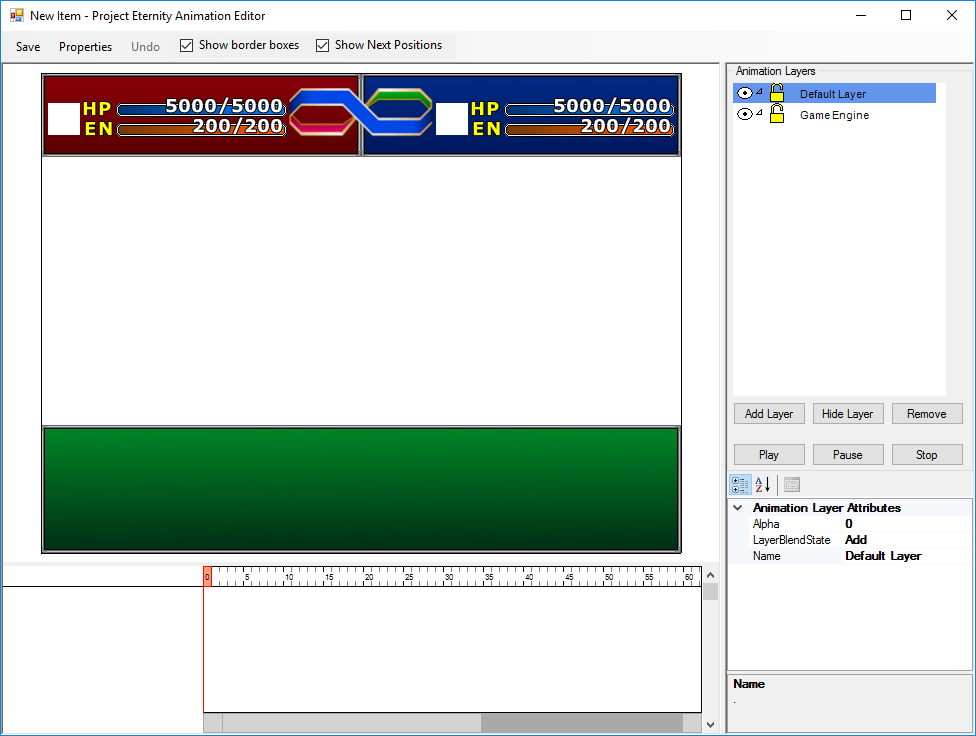 New Item - Project Eternity Animation Editor
Save Properties Undo Show border boxes Show Next Positions
HP 5000/5000 HP 5000/5000
EN 200/200 EN 200/200
Animation Layers
Default Layer
Game Engine
Add Layer Hide Layer Remove
Play Pause Stop
A
Z
Animation Layer Attributes
Alpha 0
LayerBlendState Add
Name Default Layer
0 5 10 15 20 25 30 35 40 45 50 55 60
Name
.